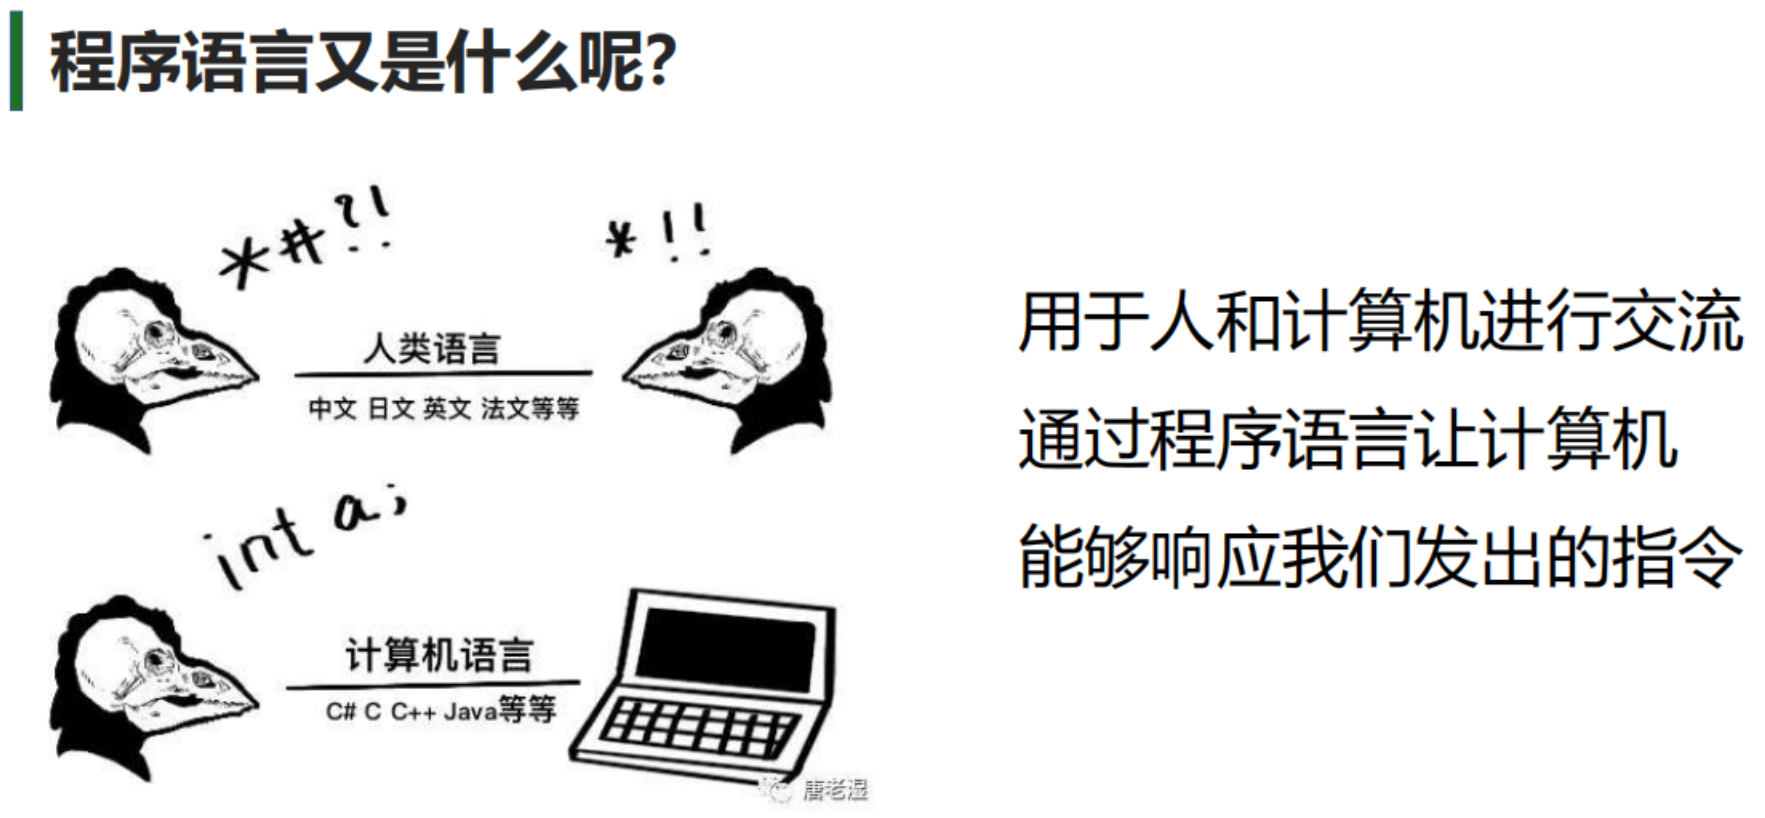 程序语言又是什么呢?
*#?!
*!!
人类语言
中文 日文 英文 法文等等
int a;
计算机语言
C# C C++ Java等等
唐老湿
用于人和计算机进行交流
通过程序语言让计算机
能够响应我们发出的指令